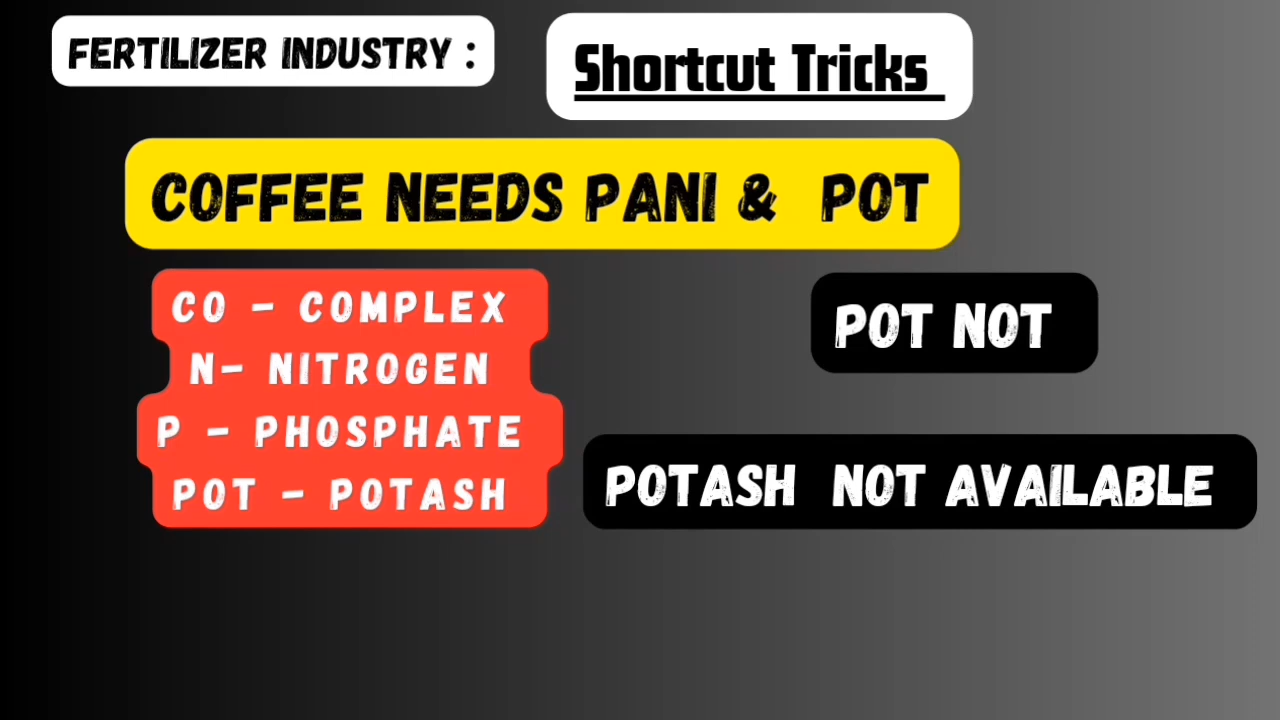 FERTILIZER INDUSTRY :
Shortcut Tricks
COFFEE NEEDS PANI & POT
CO - COMPLEX
N- NITROGEN
P - PHOSPHATE
POT - POTASH
POT NOT
POTASH NOT AVAILABLE